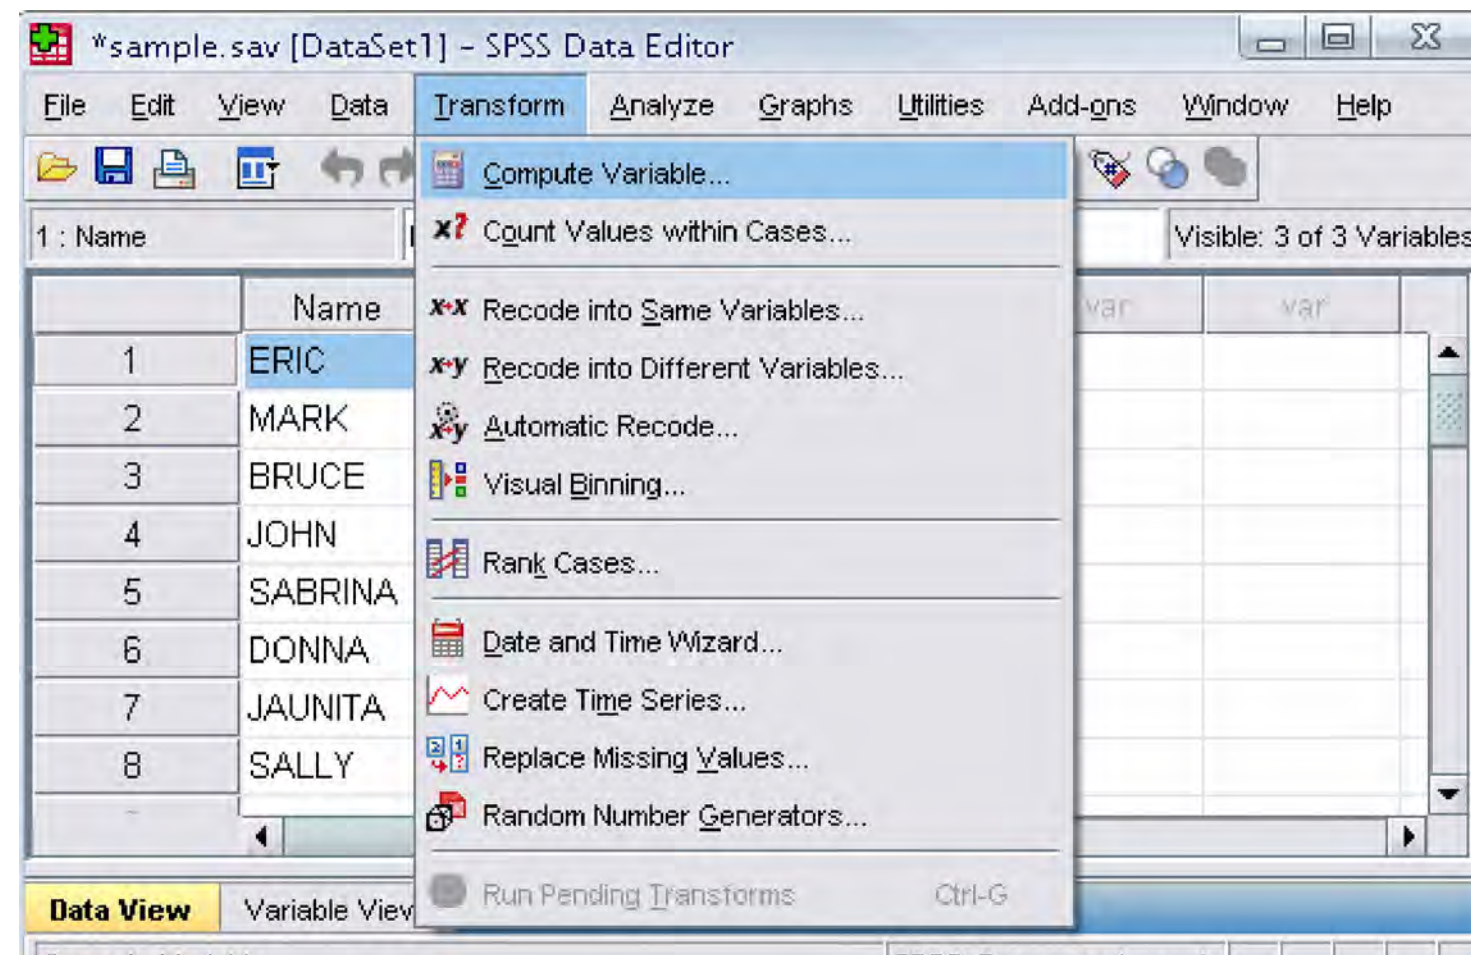 *sample.sav [DataSet1] - SPSS Data Editor
File Edit View Data Transform Analyze Graphs Utilities Add-ons Window Help
Compute Variable...
1 : Name
Visible: 3 of 3 Variables
Count Values within Cases...
Name
var
var
Recode into Same Variables...
1 ERIC
Recode into Different Variables...
2 MARK
Automatic Recode...
3 BRUCE
Visual Binning...
4 JOHN
Rank Cases...
5 SABRINA
6 DONNA
Date and Time Wizard...
7 JAUNITA
Create Time Series...
8 SALLY
Replace Missing Values...
Random Number Generators...
Run Pending Transforms Ctrl-G
Data View Variable View